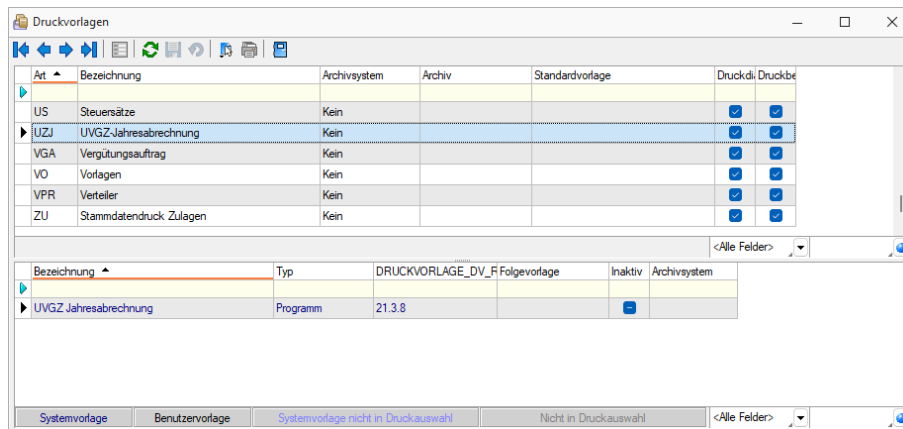 Druckvorlagen
Art Bezeichnung Archivsystem Archiv Standardvorlage Druckdi Druckbe
US Steuersätze Kein
UZJ UVGZ-Jahresabrechnung Kein
VGA Vergütungsauftrag Kein
VO Vorlagen Kein
VPR Verteiler Kein
ZU Stammdatendruck Zulagen Kein
<Alle Felder>
Bezeichnung Typ DRUCKVORLAGE_DV_R Folgevorlage Inaktiv Archivsystem
UVGZ Jahresabrechnung Programm 21.3.8
Systemvorlage Benutzervorlage Systemvorlage nicht in Druckauswahl Nicht in Druckauswahl <Alle Felder>